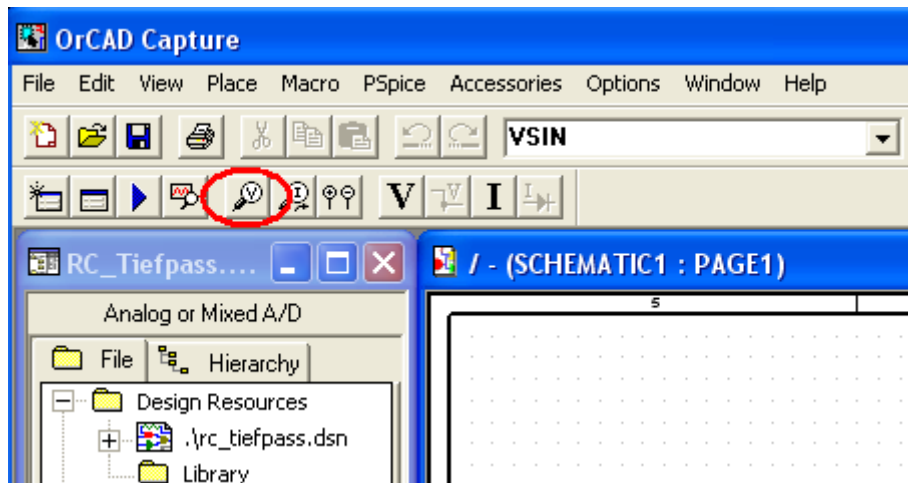 OrCAD Capture
File Edit View Place Macro PSpice Accessories Options Window Help
VSIN
V I V V I I
RC_Tiefpass....
/ - (SCHEMATIC1 : PAGE1)
5
Analog or Mixed A/D
File Hierarchy
Design Resources
.\rc_tiefpass.dsn
Library